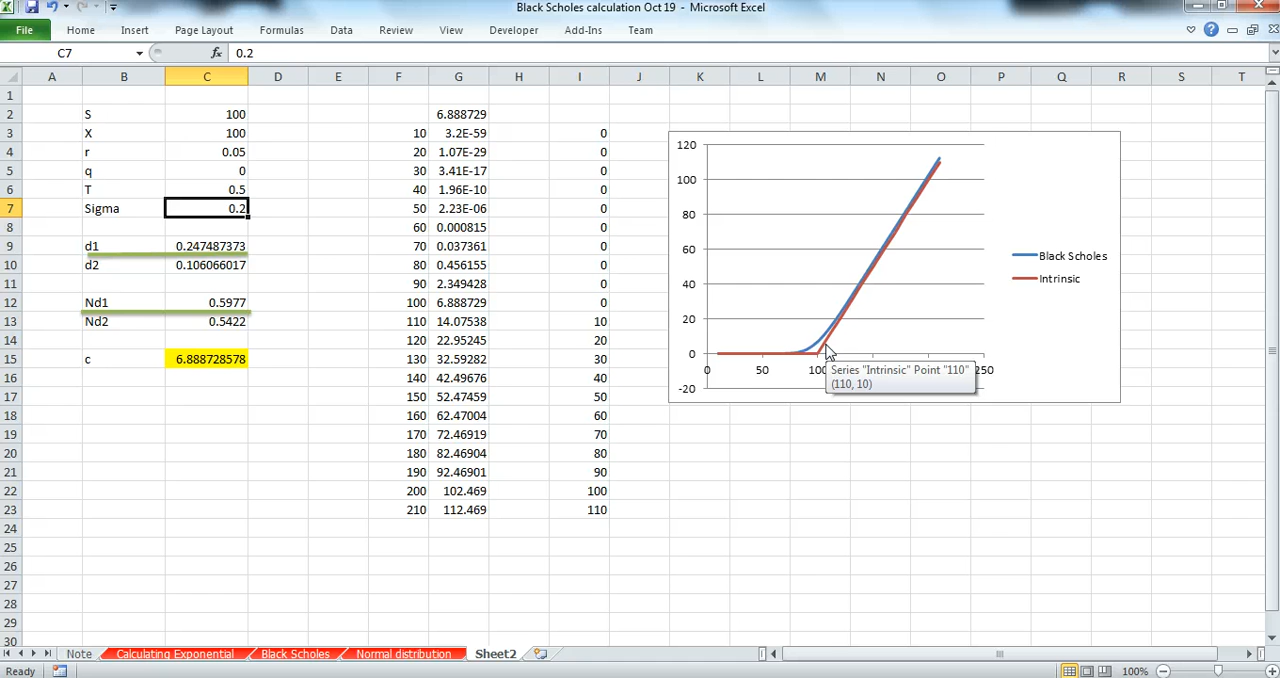 Black Scholes calculation Oct 19 - Microsoft Excel
File Home Insert Page Layout Formulas Data Review View Developer Add-Ins Team
C7 fx 0.2
A B C D E F G H I J K L M N O P Q R S T
1
2 S 100 6.888729
3 X 100 10 3.2E-59 0
4 r 0.05 20 1.07E-29 0
5 q 0 30 3.41E-17 0
6 T 0.5 40 1.96E-10 0
7 Sigma 0.2 50 2.23E-06 0
8 60 0.000815 0
9 d1 0.247487373 70 0.037361 0
10 d2 0.106066017 80 0.456155 0
11 90 2.349428 0
12 Nd1 0.5977 100 6.888729 0
13 Nd2 0.5422 110 14.07538 10
14 120 22.95245 20
15 c 6.888728578 130 32.59282 30
16 140 42.49676 40
17 150 52.47459 50
18 160 62.47004 60
19 170 72.46919 70
20 180 82.46904 80
21 190 92.46901 90
22 200 102.469 100
23 210 112.469 110
24
25
26
27
28
29
30
120
100
80
60
40
20
0
-20
0 50 100 250
Black Scholes
Intrinsic
Series "Intrinsic" Point "110"
(110, 10)
Note Calculating Exponential Black Scholes Normal distribution Sheet2
Ready 100%